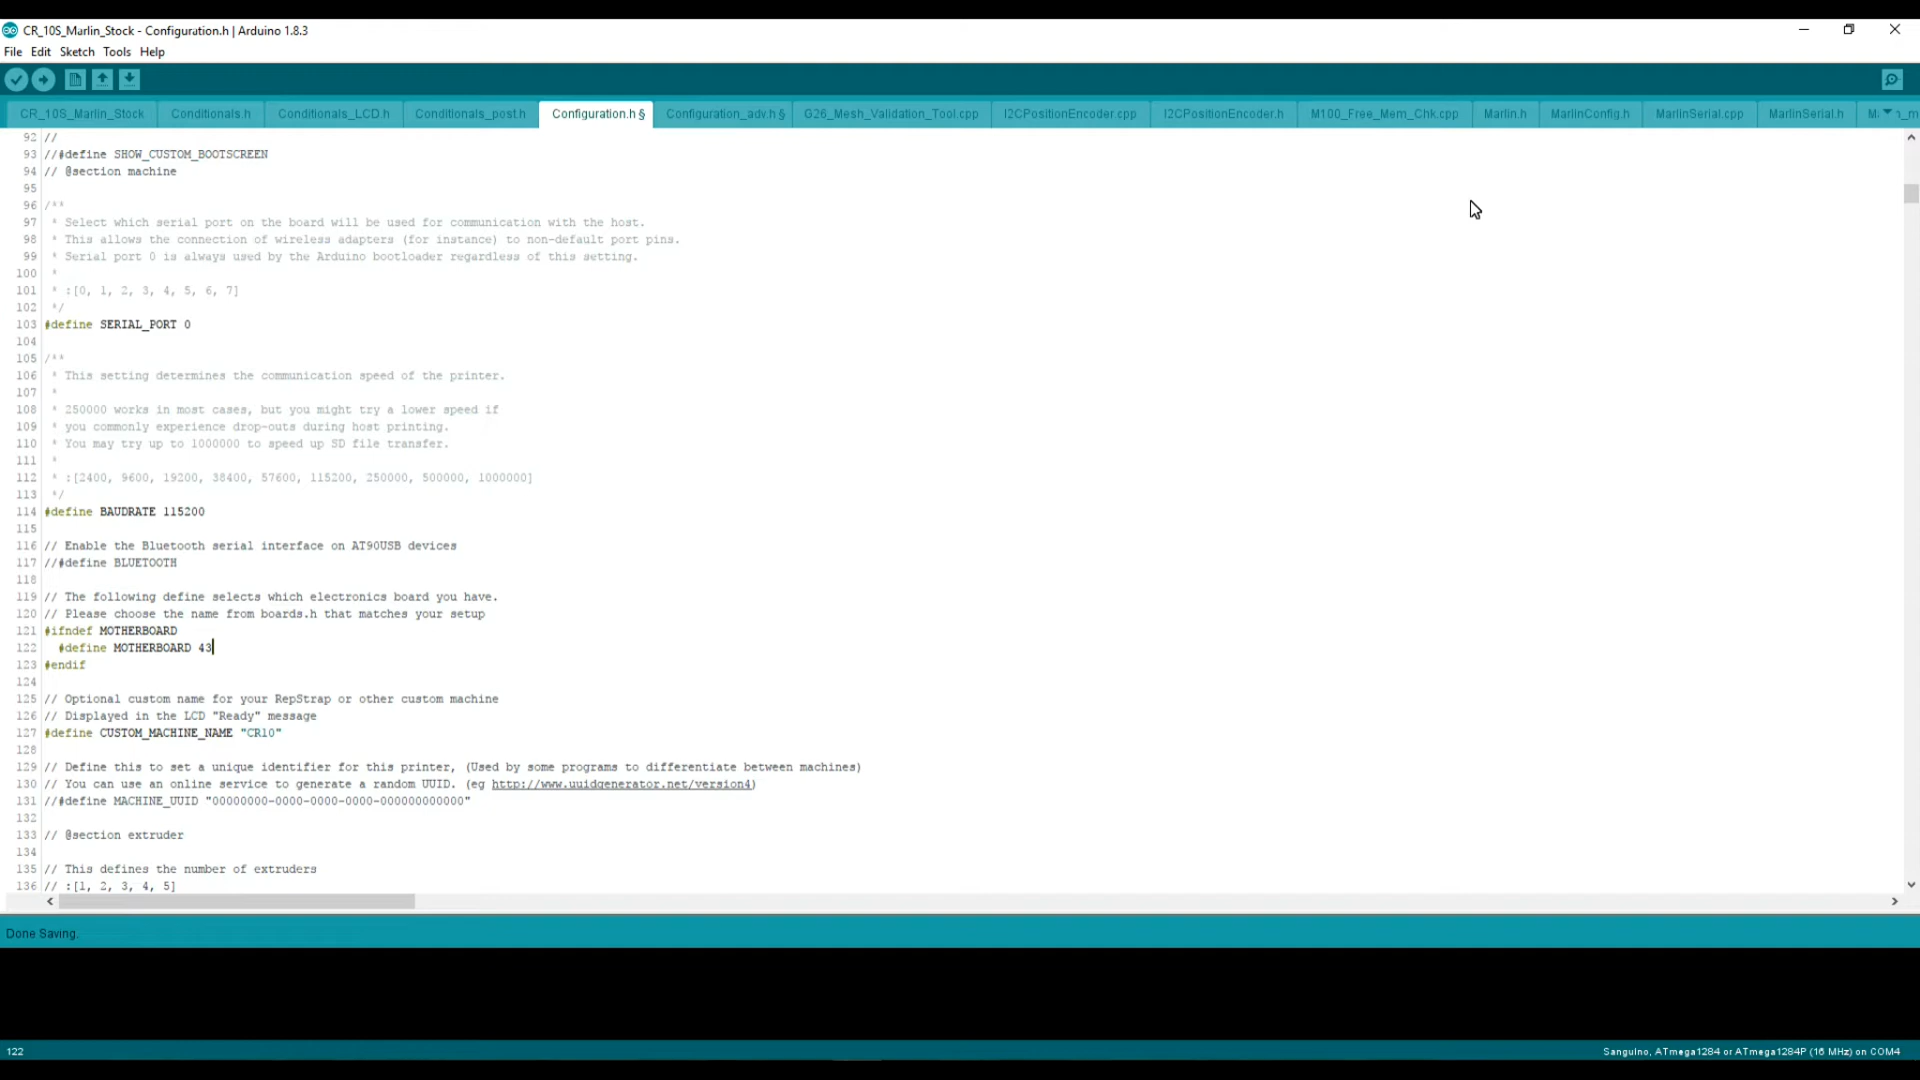 CR_10S_Marlin_Stock - Configuration.h | Arduino 1.8.3
File Edit Sketch Tools Help
CR_10S_Marlin_Stock Conditionals.h Conditionals_LCD.h Conditionals_post.h Configuration.h § Configuration_adv.h § G26_Mesh_Validation_Tool.cpp I2CPositionEncoder.cpp I2CPositionEncoder.h M100_Free_Mem_Chk.cpp Marlin.h MarlinConfig.h MarlinSerial.cpp MarlinSerial.h
92 //
93 //#define SHOW_CUSTOM_BOOTSCREEN
94 // @section machine
95
96 /**
97 * Select which serial port on the board will be used for communication with the host.
98 * This allows the connection of wireless adapters (for instance) to non-default port pins.
99 * Serial port 0 is always used by the Arduino bootloader regardless of this setting.
100 *
101 * :[0, 1, 2, 3, 4, 5, 6, 7]
102 */
103 #define SERIAL_PORT 0
104
105 /**
106 * This setting determines the communication speed of the printer.
107 *
108 * 250000 works in most cases, but you might try a lower speed if
109 * you commonly experience drop-outs during host printing.
110 * You may try up to 1000000 to speed up SD file transfer.
111 *
112 * :[2400, 9600, 19200, 38400, 57600, 115200, 250000, 500000, 1000000]
113 */
114 #define BAUDRATE 115200
115
116 // Enable the Bluetooth serial interface on AT90USB devices
117 //#define BLUETOOTH
118
119 // The following define selects which electronics board you have.
120 // Please choose the name from boards.h that matches your setup
121 #ifndef MOTHERBOARD
122 #define MOTHERBOARD 43
123 #endif
124
125 // Optional custom name for your RepStrap or other custom machine
126 // Displayed in the LCD "Ready" message
127 #define CUSTOM_MACHINE_NAME "CR10"
128
129 // Define this to set a unique identifier for this printer, (Used by some programs to differentiate between machines)
130 // You can use an online service to generate a random UUID. (eg http://www.uuidgenerator.net/version4)
131 //#define MACHINE_UUID "00000000-0000-0000-0000-000000000000"
132
133 // @section extruder
134
135 // This defines the number of extruders
136 // :[1, 2, 3, 4, 5]
Done Saving.
122
Sanguino, ATmega1284 or ATmega1284P (16 MHz) on COM4